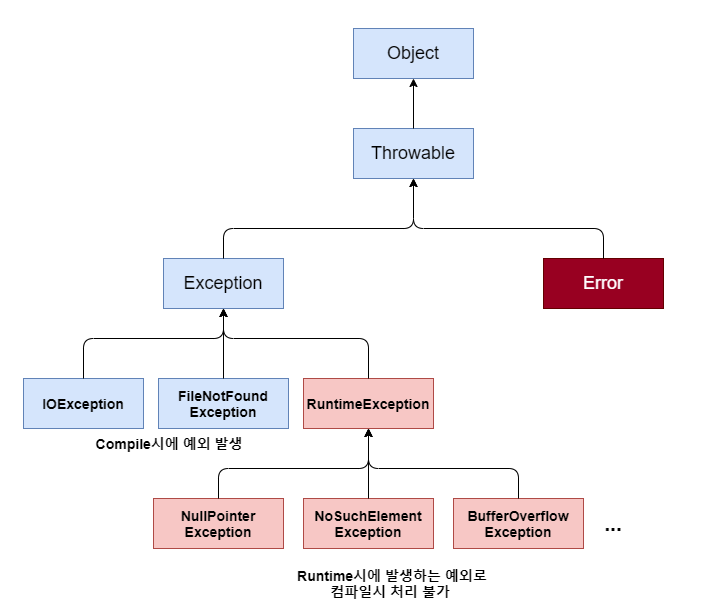 Object
Throwable
Exception
Error
IOException
FileNotFound
Exception
RuntimeException
Compile시에 예외 발생
NullPointer
Exception
NoSuchElement
Exception
BufferOverflow
Exception
...
Runtime시에 발생하는 예외로
컴파일시 처리 불가